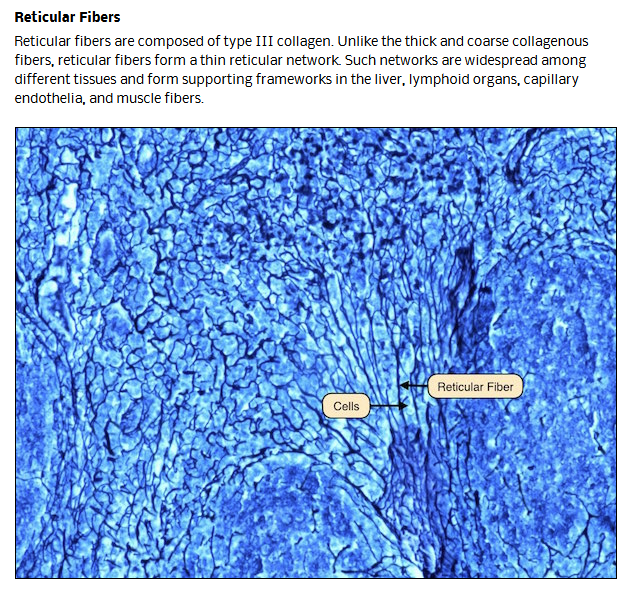 Reticular Fibers
Reticular fibers are composed of type III collagen. Unlike the thick and coarse collagenous
fibers, reticular fibers form a thin reticular network. Such networks are widespread among
different tissues and form supporting frameworks in the liver, lymphoid organs, capillary
endothelia, and muscle fibers.
Reticular Fiber
Cells